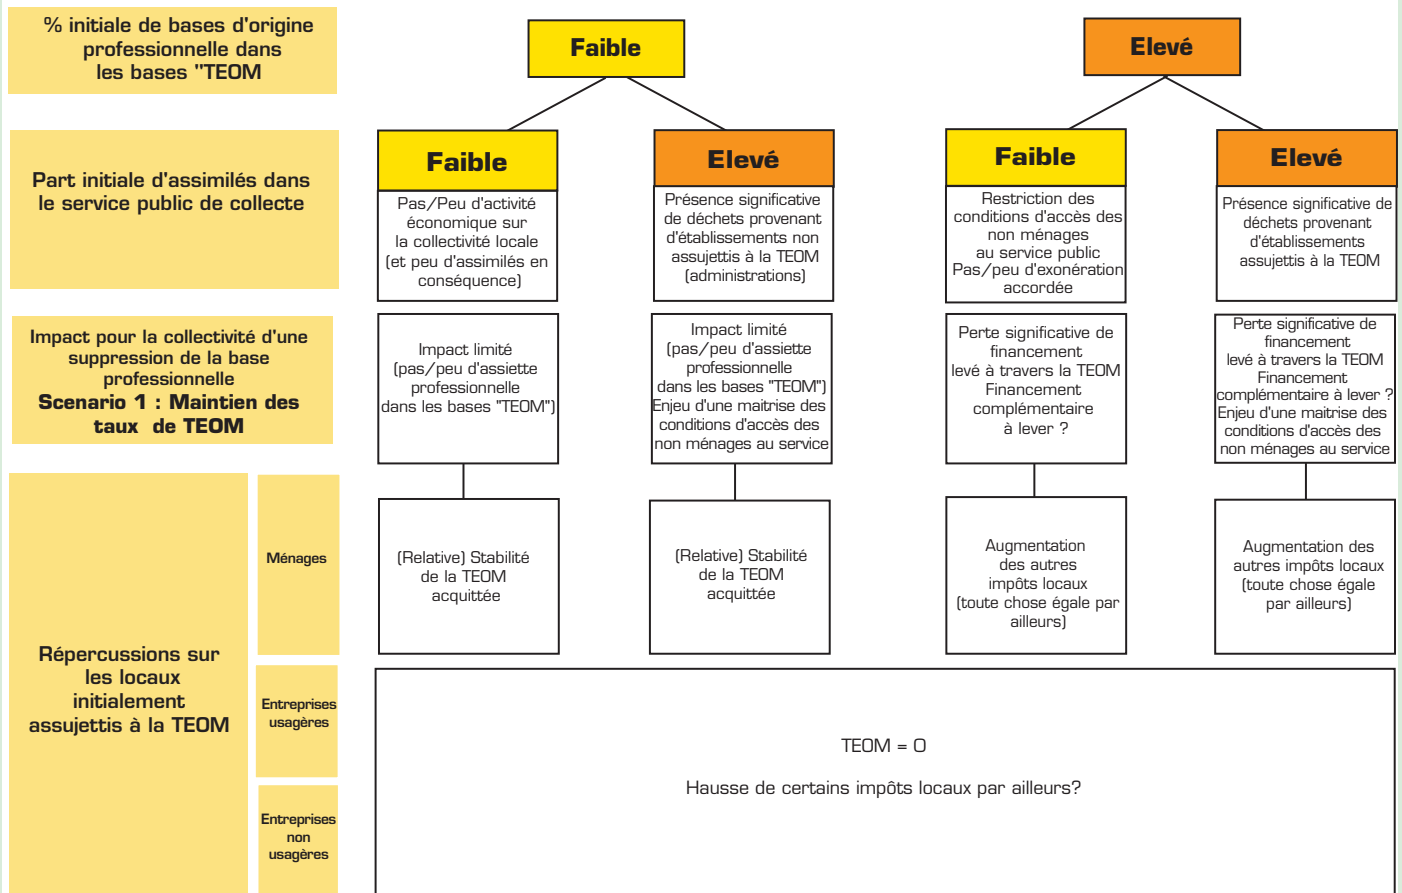 % initiale de bases d'origine
professionnelle dans
les bases "TEOM
Faible
Elevé
Part initiale d'assimilés dans
le service public de collecte
Faible
Pas/Peu d'activité
économique sur
la collectivité locale
(et peu d'assimilés en
conséquence)
Elevé
Présence significative
de déchets provenant
d'établissements non
assujettis à la TEOM
(administrations)
Faible
Restriction des
conditions d'accès des
non ménages
au service public
Pas/peu d'exonération
accordée
Elevé
Présence significative de
déchets provenant
d'établissements
assujettis à la TEOM
Impact pour la collectivité d'une
suppression de la base
professionnelle
Scenario 1 : Maintien des
taux de TEOM
Impact limité
(pas/peu d'assiette
professionnelle
dans les bases "TEOM")
Impact limité
(pas/peu d'assiette
professionnelle
dans les bases "TEOM")
Enjeu d'une maitrise des
conditions d'accès des
non ménages au service
Perte significative de
financement
levé à travers la TEOM
Financement
complémentaire
à lever ?
Perte significative de
financement
levé à travers la TEOM
Financement
complémentaire à lever ?
Enjeu d'une maitrise des
conditions d'accès des
non ménages au service
Répercussions sur
les locaux
initialement
assujettis à la TEOM
Ménages
(Relative) Stabilité
de la TEOM
acquittée
(Relative) Stabilité
de la TEOM
acquittée
Augmentation
des autres
impôts locaux
(toute chose égale par
ailleurs)
Augmentation des
autres impôts locaux
(toute chose égale
par ailleurs)
Entreprises
usagères
Entreprises
non
usagères
TEOM = 0
Hausse de certains impôts locaux par ailleurs?